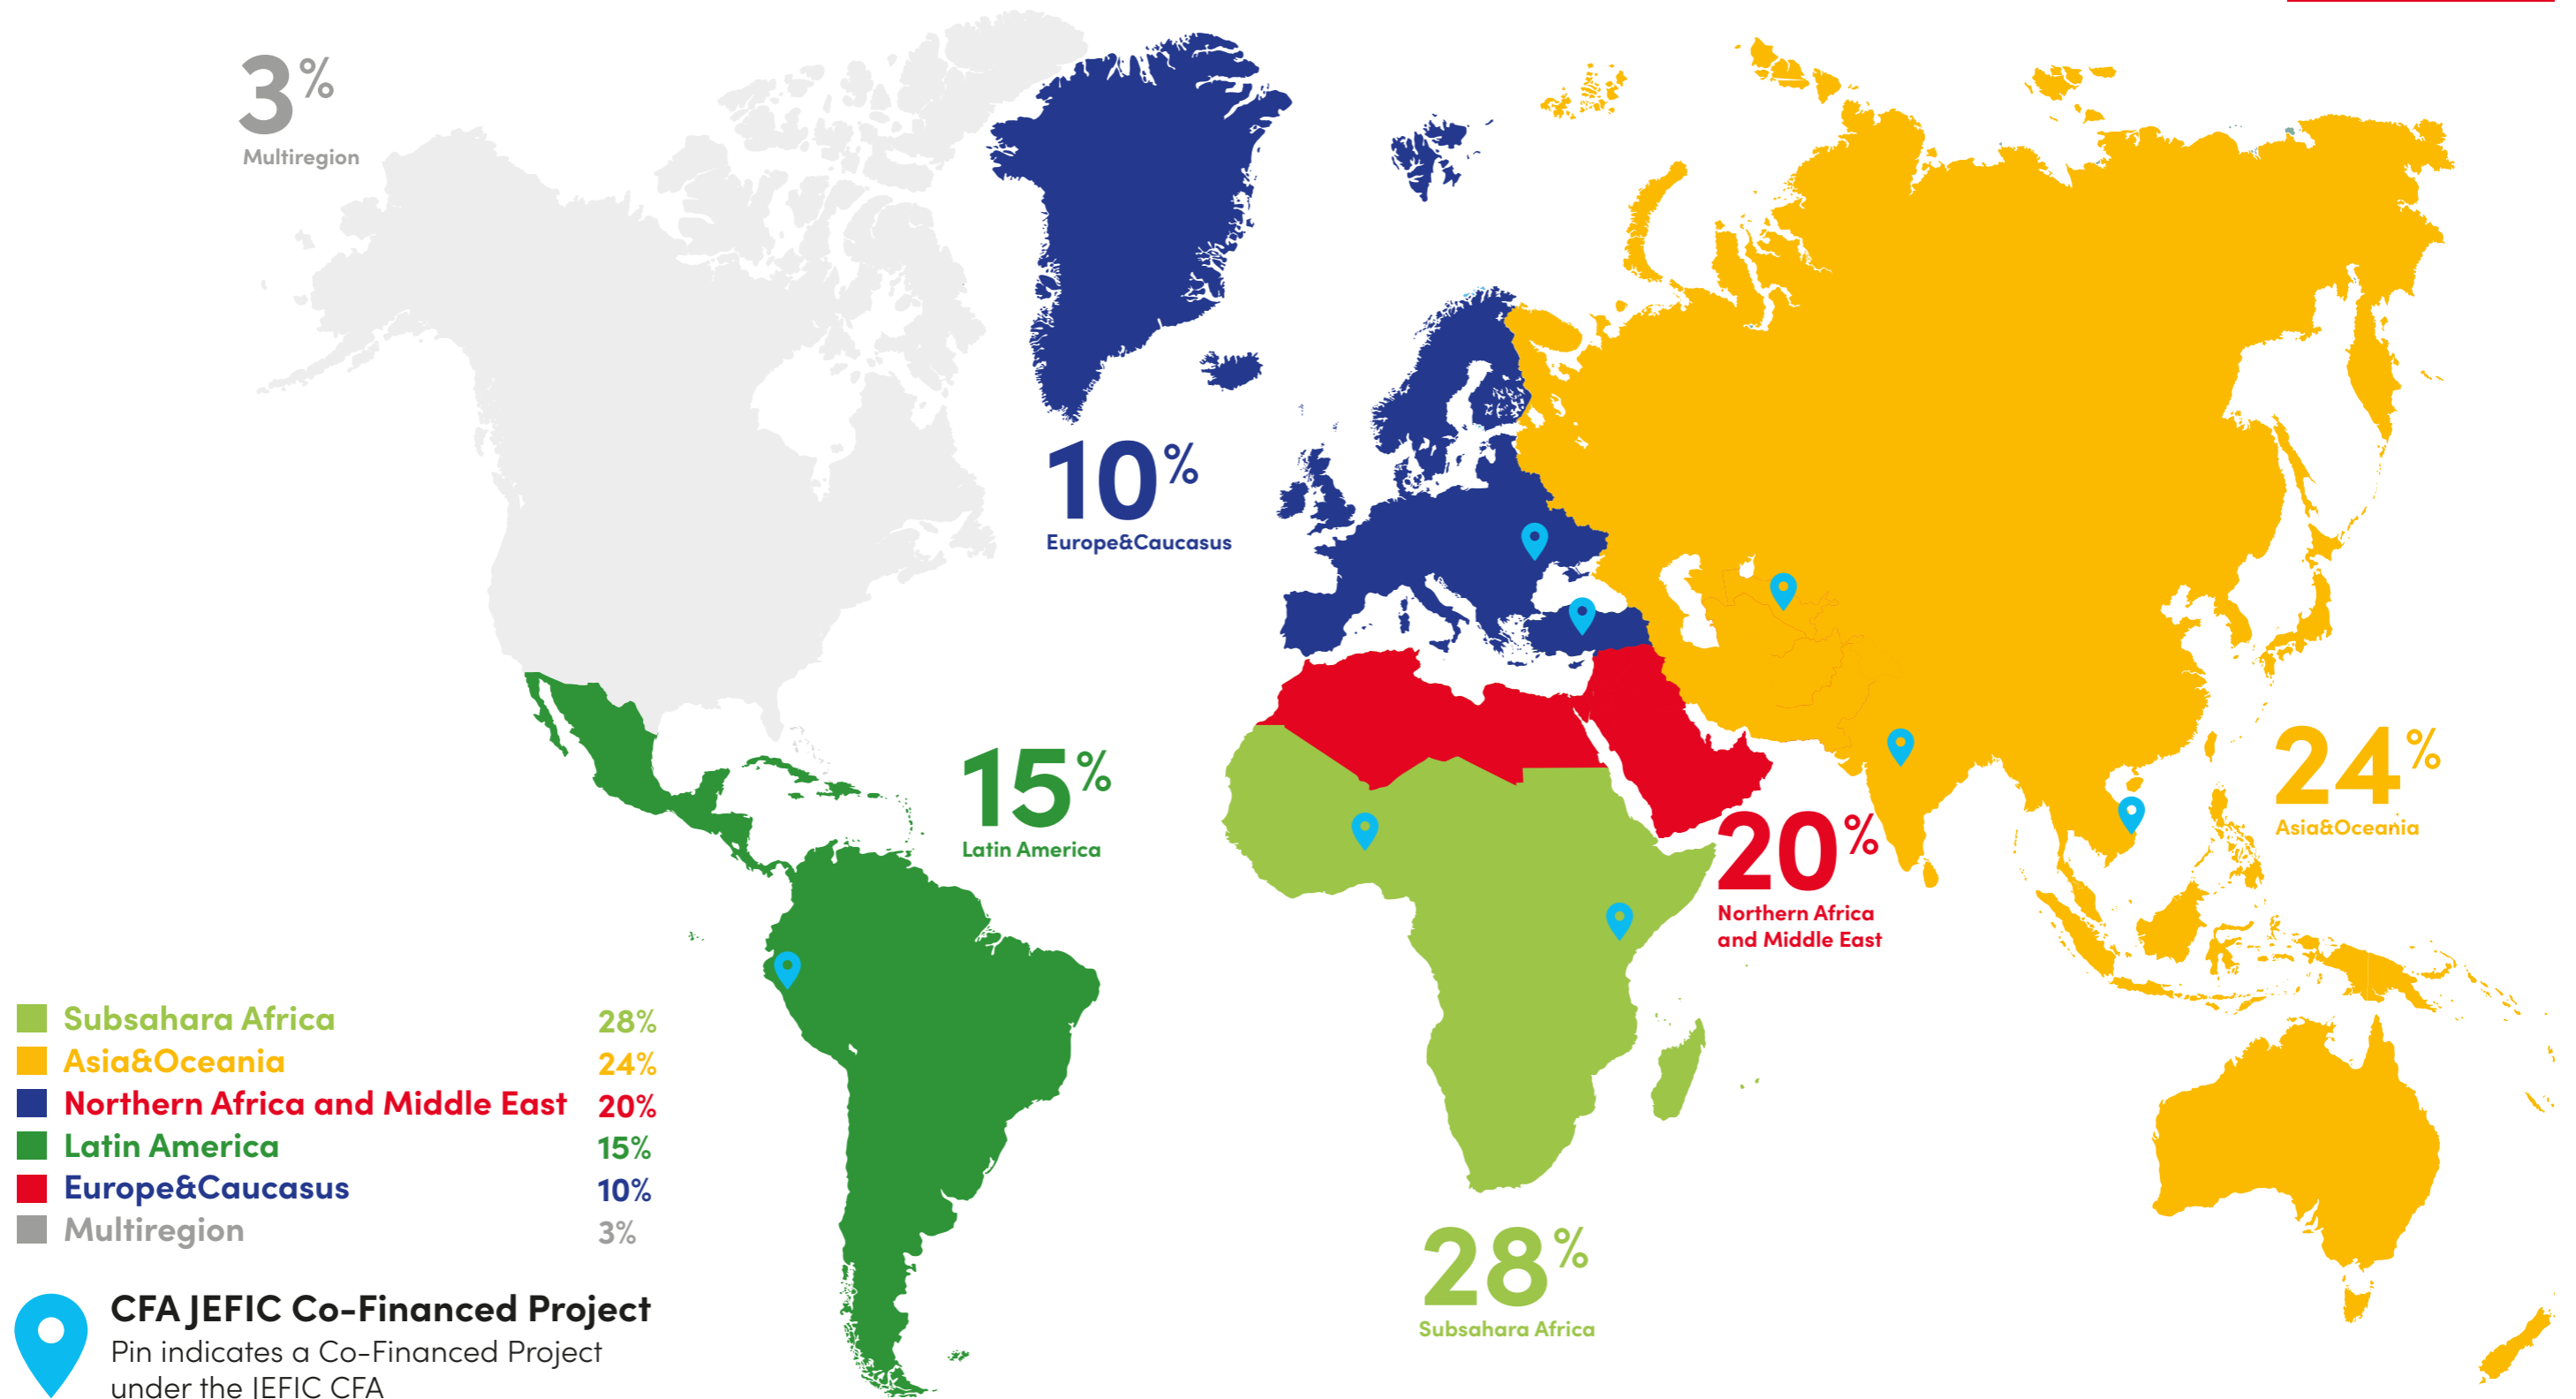 3%
Multiregion
10%
Europe&Caucasus
15%
Latin America
24%
Asia&Oceania
20%
Northern Africa
and Middle East
28%
Subsahara Africa
Subsahara Africa 28%
Asia&Oceania 24%
Northern Africa and Middle East 20%
Latin America 15%
Europe&Caucasus 10%
Multiregion 3%
CFA JEFIC Co-Financed Project
Pin indicates a Co-Financed Project
under the JEFIC CFA